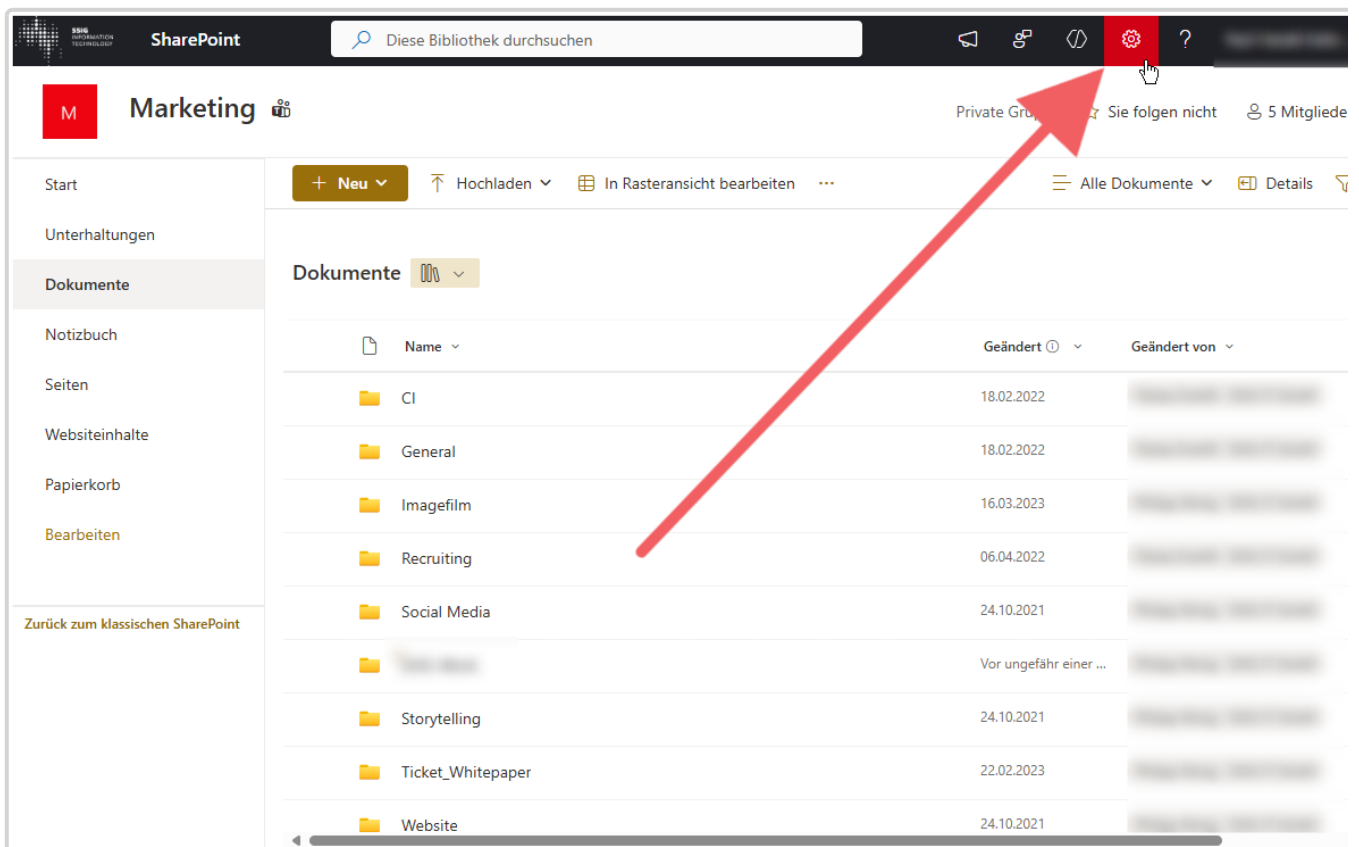 SSIG
INFORMATION
TECHNOLOGY
SharePoint
Diese Bibliothek durchsuchen
?
M
Marketing
Private
Sie folgen nicht
5 Mitgliede
Start
Unterhaltungen
Dokumente
Notizbuch
Seiten
Websiteinhalte
Papierkorb
Bearbeiten
Zurück zum klassischen SharePoint
+ Neu
Hochladen
In Rasteransicht bearbeiten
...
Alle Dokumente
Details
Dokumente
Name
Geändert
Geändert von
CI
18.02.2022
General
18.02.2022
Imagefilm
16.03.2023
Recruiting
06.04.2022
Social Media
24.10.2021
Vor ungefähr einer ...
Storytelling
24.10.2021
Ticket_Whitepaper
22.02.2023
Website
24.10.2021